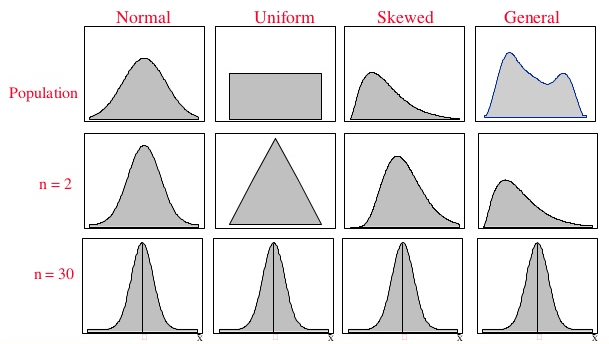 Normal Uniform Skewed General
Population
n = 2
n = 30
x x x x